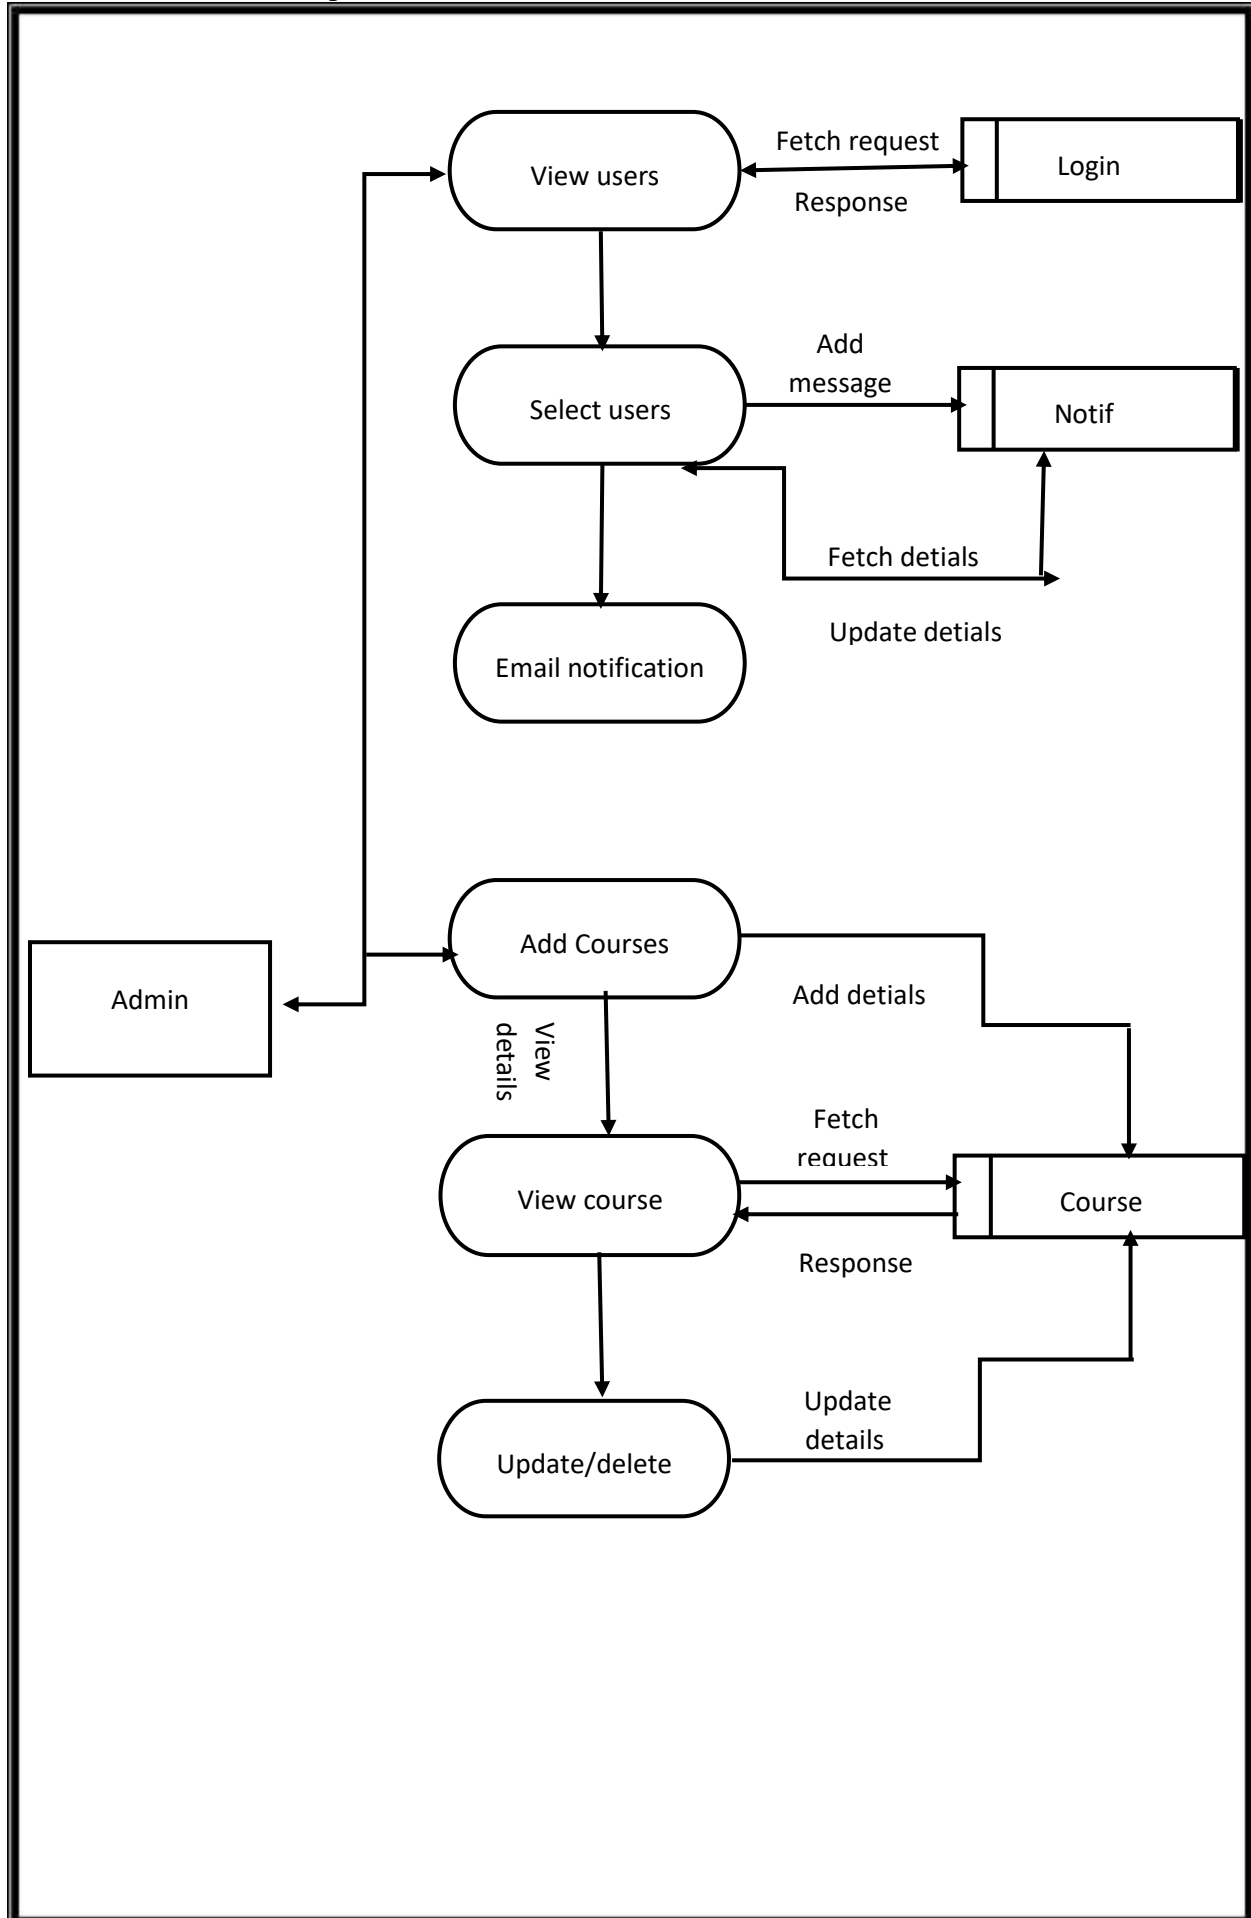 Fetch request
Login
View users
Response
Add
message
Notif
Select users
Fetch detials
Update detials
Email notification
Add Courses
Admin
Add detials
View
details
Fetch
request
View course
Course
Response
Update
details
Update/delete